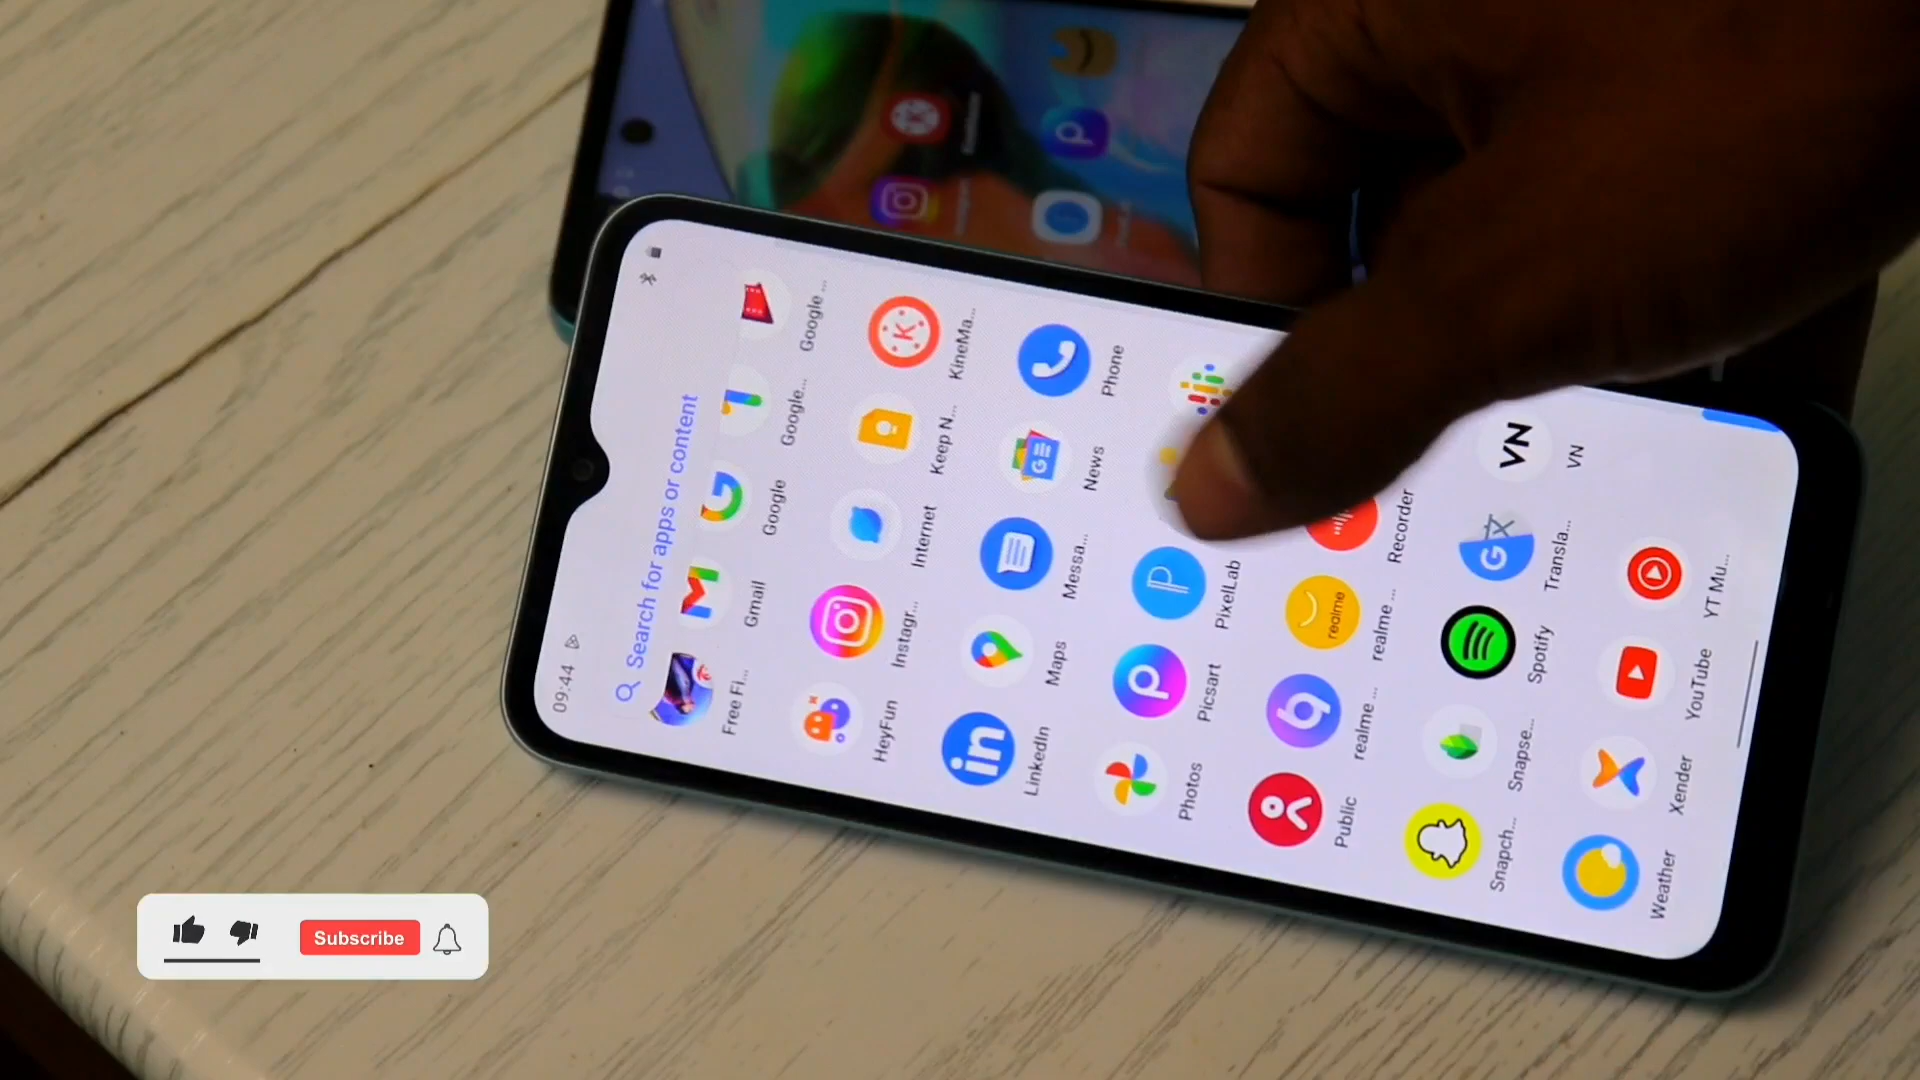 09:44
Search for apps or content
Free Fi...
Gmail
Google
Google...
Google ...
HeyFun
Instagr...
Internet
Keep N...
KineMa...
LinkedIn
Maps
Messa...
News
Phone
Photos
Picsart
PixelLab
Public
realme ...
realme ...
Recorder
Snapch...
Snapse...
Spotify
Transla...
VN
VN
Weather
Xender
YouTube
YT Mu...
realme
in
Subscribe